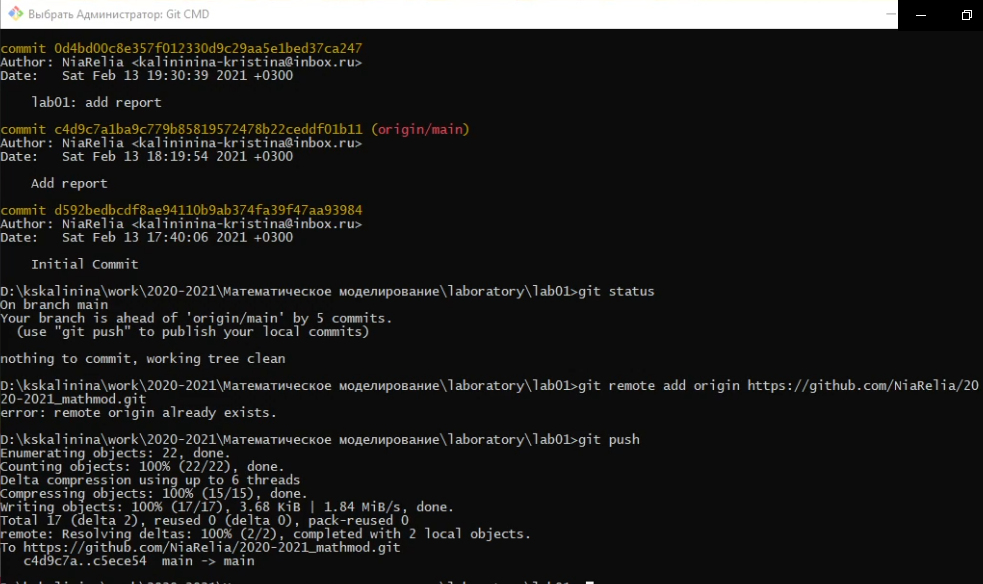 Выбрать Администратор: Git CMD
commit 0d4bd00c8e357f012330d9c29aa5e1bed37ca247
Author: NiaRelia <kalininina-kristina@inbox.ru>
Date:   Sat Feb 13 19:30:39 2021 +0300
lab01: add report
commit c4d9c7a1ba9c779b85819572478b22ceddf01b11 (origin/main)
Author: NiaRelia <kalininina-kristina@inbox.ru>
Date:   Sat Feb 13 18:19:54 2021 +0300
Add report
commit d592bedbcdf8ae94110b9ab374fa39f47aa93984
Author: NiaRelia <kalininina-kristina@inbox.ru>
Date:   Sat Feb 13 17:40:06 2021 +0300
Initial Commit
D:\kskalinina\work\2020-2021\Математическое моделирование\laboratory\lab01>git status
On branch main
Your branch is ahead of 'origin/main' by 5 commits.
(use "git push" to publish your local commits)
nothing to commit, working tree clean
D:\kskalinina\work\2020-2021\Математическое моделирование\laboratory\lab01>git remote add origin https://github.com/NiaRelia/20
20-2021_mathmod.git
error: remote origin already exists.
D:\kskalinina\work\2020-2021\Математическое моделирование\laboratory\lab01>git push
Enumerating objects: 22, done.
Counting objects: 100% (22/22), done.
Delta compression using up to 6 threads
Compressing objects: 100% (15/15), done.
Writing objects: 100% (17/17), 3.68 KiB | 1.84 MiB/s, done.
Total 17 (delta 2), reused 0 (delta 0), pack-reused 0
remote: Resolving deltas: 100% (2/2), completed with 2 local objects.
To https://github.com/NiaRelia/2020-2021_mathmod.git
c4d9c7a..c5ece54  main -> main